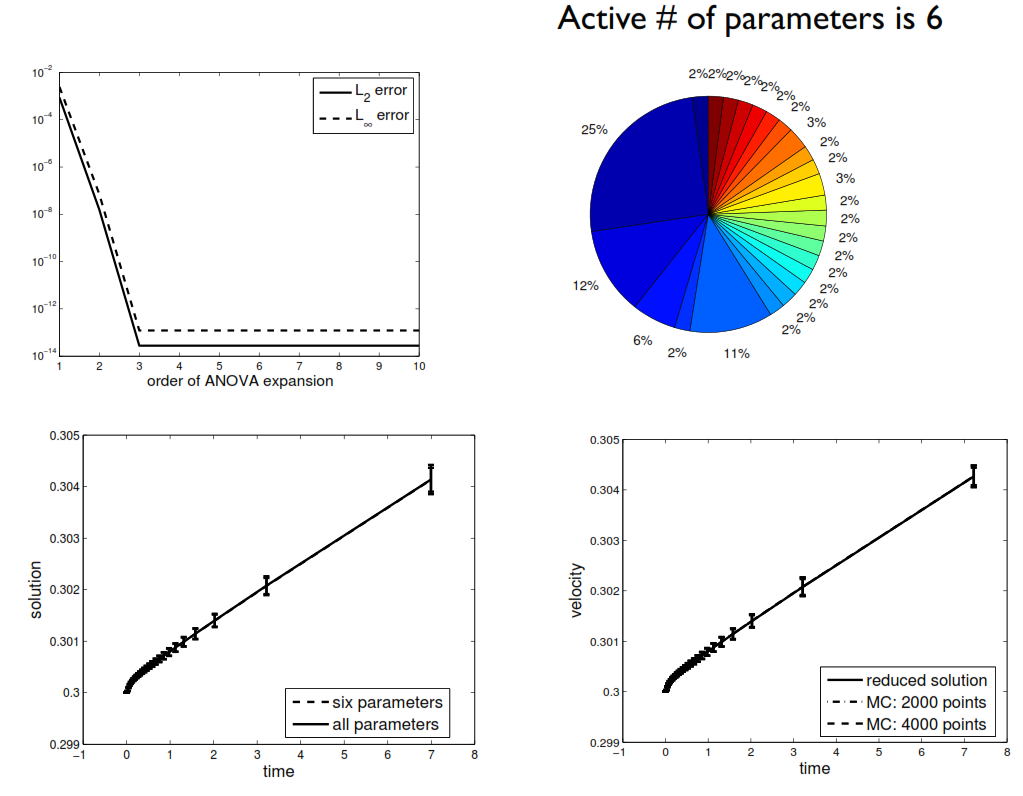 Active # of parameters is 6
10−2
10−4
10−6
10−8
10−10
10−12
10−14
1 2 3 4 5 6 7 8 9 10
order of ANOVA expansion
L2 error
L∞ error
2% 2% 2% 2% 2% 2% 2%
3%
2%
2%
3%
2%
2%
2%
2%
2%
2%
2%
2%
2%
11%
2%
6%
12%
25%
0.305
0.304
0.303
0.302
0.301
0.3
0.299
−1 0 1 2 3 4 5 6 7 8
time
solution
six parameters
all parameters
0.305
0.304
0.303
0.302
0.301
0.3
0.299
−1 0 1 2 3 4 5 6 7 8
time
velocity
reduced solution
MC: 2000 points
MC: 4000 points